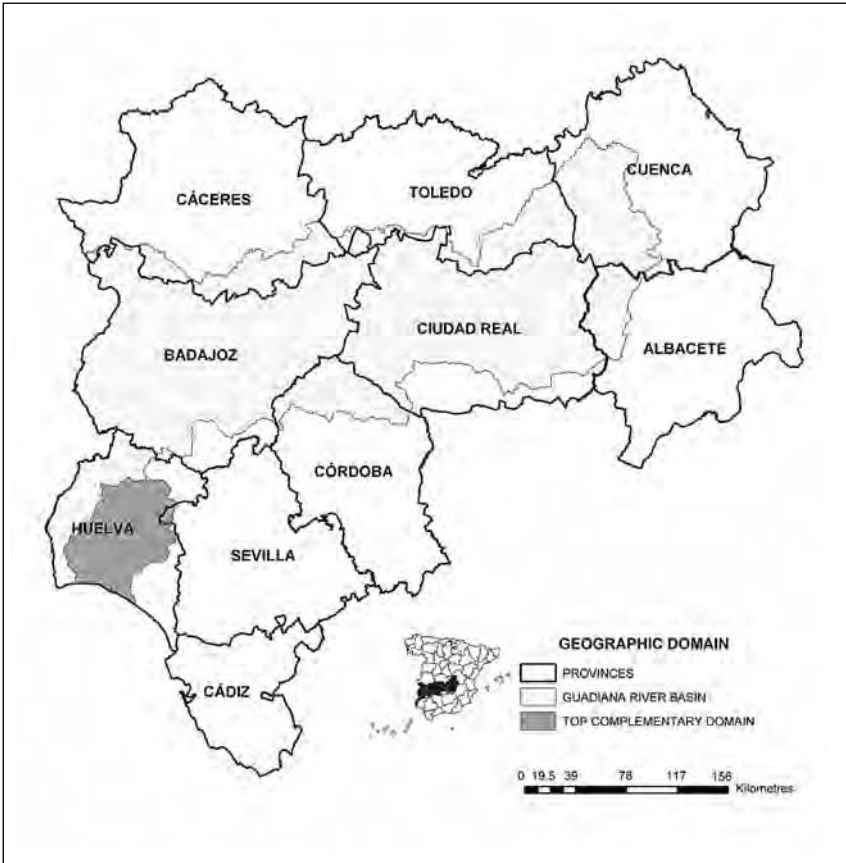 CUENCA
CÁCERES
TOLEDO
CIUDAD REAL
BADAJOZ
ALBACETE
CÓRDOBA
HUELVA
SEVILLA
CÁDIZ
GEOGRAPHIC DOMAIN
PROVINCES
GUADIANA RIVER BASIN
TOP COMPLEMENTARY DOMAIN
0 19.5 39 78 117 156
Kilometres